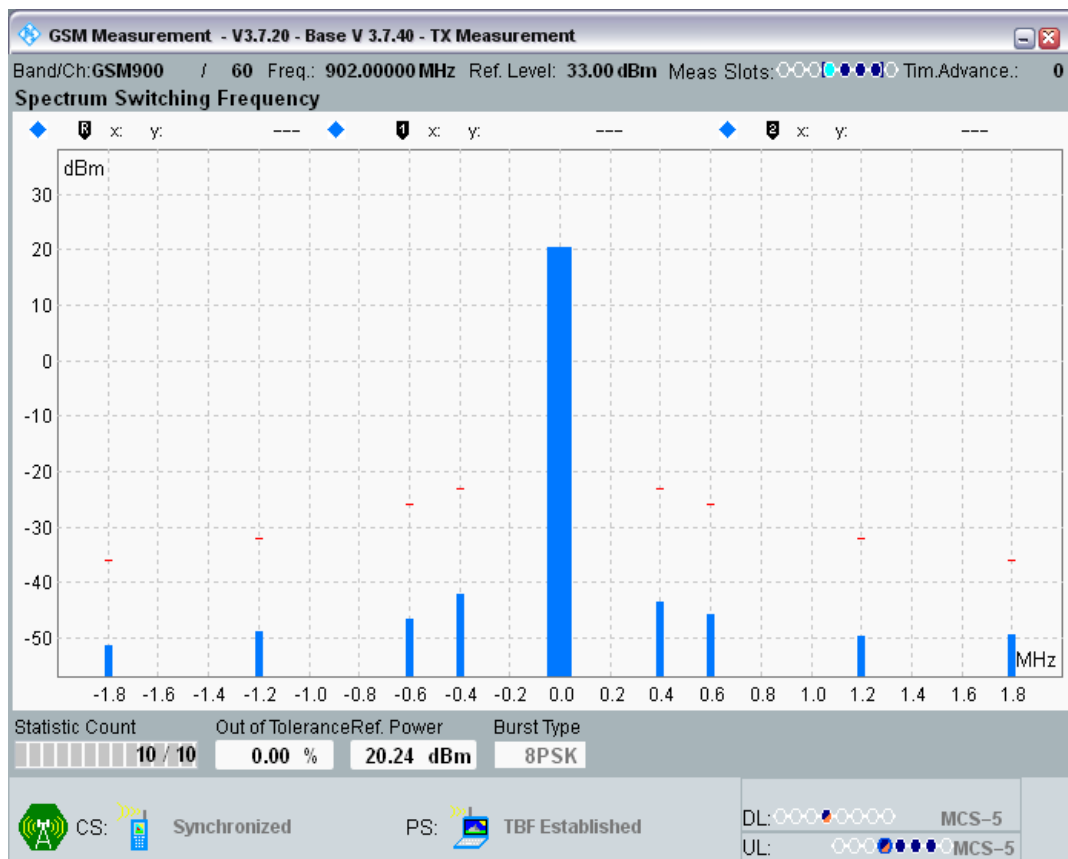 GSM Measurement - V3.7.20 - Base V 3.7.40 - TX Measurement
Band/Ch:GSM900 / 60 Freq.: 902.00000 MHz Ref. Level: 33.00 dBm Meas Slots: Tim.Advance.: 0
Spectrum Switching Frequency
R x: y: --- 1 x: y: --- 2 x: y: ---
dBm
30
20
10
0
-10
-20
-30
-40
-50
MHz
-1.8 -1.6 -1.4 -1.2 -1.0 -0.8 -0.6 -0.4 -0.2 0.0 0.2 0.4 0.6 0.8 1.0 1.2 1.4 1.6 1.8
Statistic Count Out of Tolerance Ref. Power Burst Type
10 / 10 0.00 % 20.24 dBm 8PSK
CS: Synchronized PS: TBF Established
DL: MCS-5
UL: MCS-5